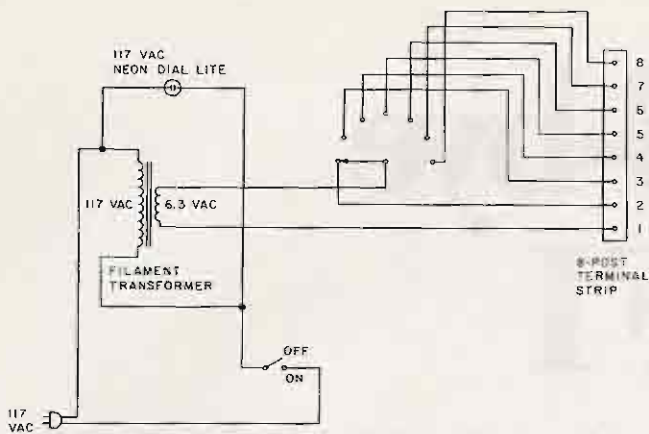 117 VAC
NEON DIAL LITE
8
7
6
5
4
3
2
1
117 VAC
6.3 VAC
FILAMENT
TRANSFORMER
8-POST
TERMINAL
STRIP
OFF
ON
117
VAC